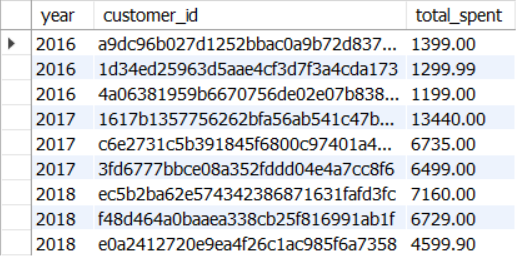 year customer_id total_spent
2016 a9dc96b027d1252bbac0a9b72d837... 1399.00
2016 1d34ed25963d5aae4cf3d7f3a4cda173 1299.99
2016 4a06381959b6670756de02e07b838... 1199.00
2017 1617b1357756262bfa56ab541c47b... 13440.00
2017 c6e2731c5b391845f6800c97401a4... 6735.00
2017 3fd6777bbce08a352fddd04e4a7cc8f6 6499.00
2018 ec5b2ba62e574342386871631fafd3fc 7160.00
2018 f48d464a0baaea338cb25f816991ab1f 6729.00
2018 e0a2412720e9ea4f26c1ac985f6a7358 4599.90